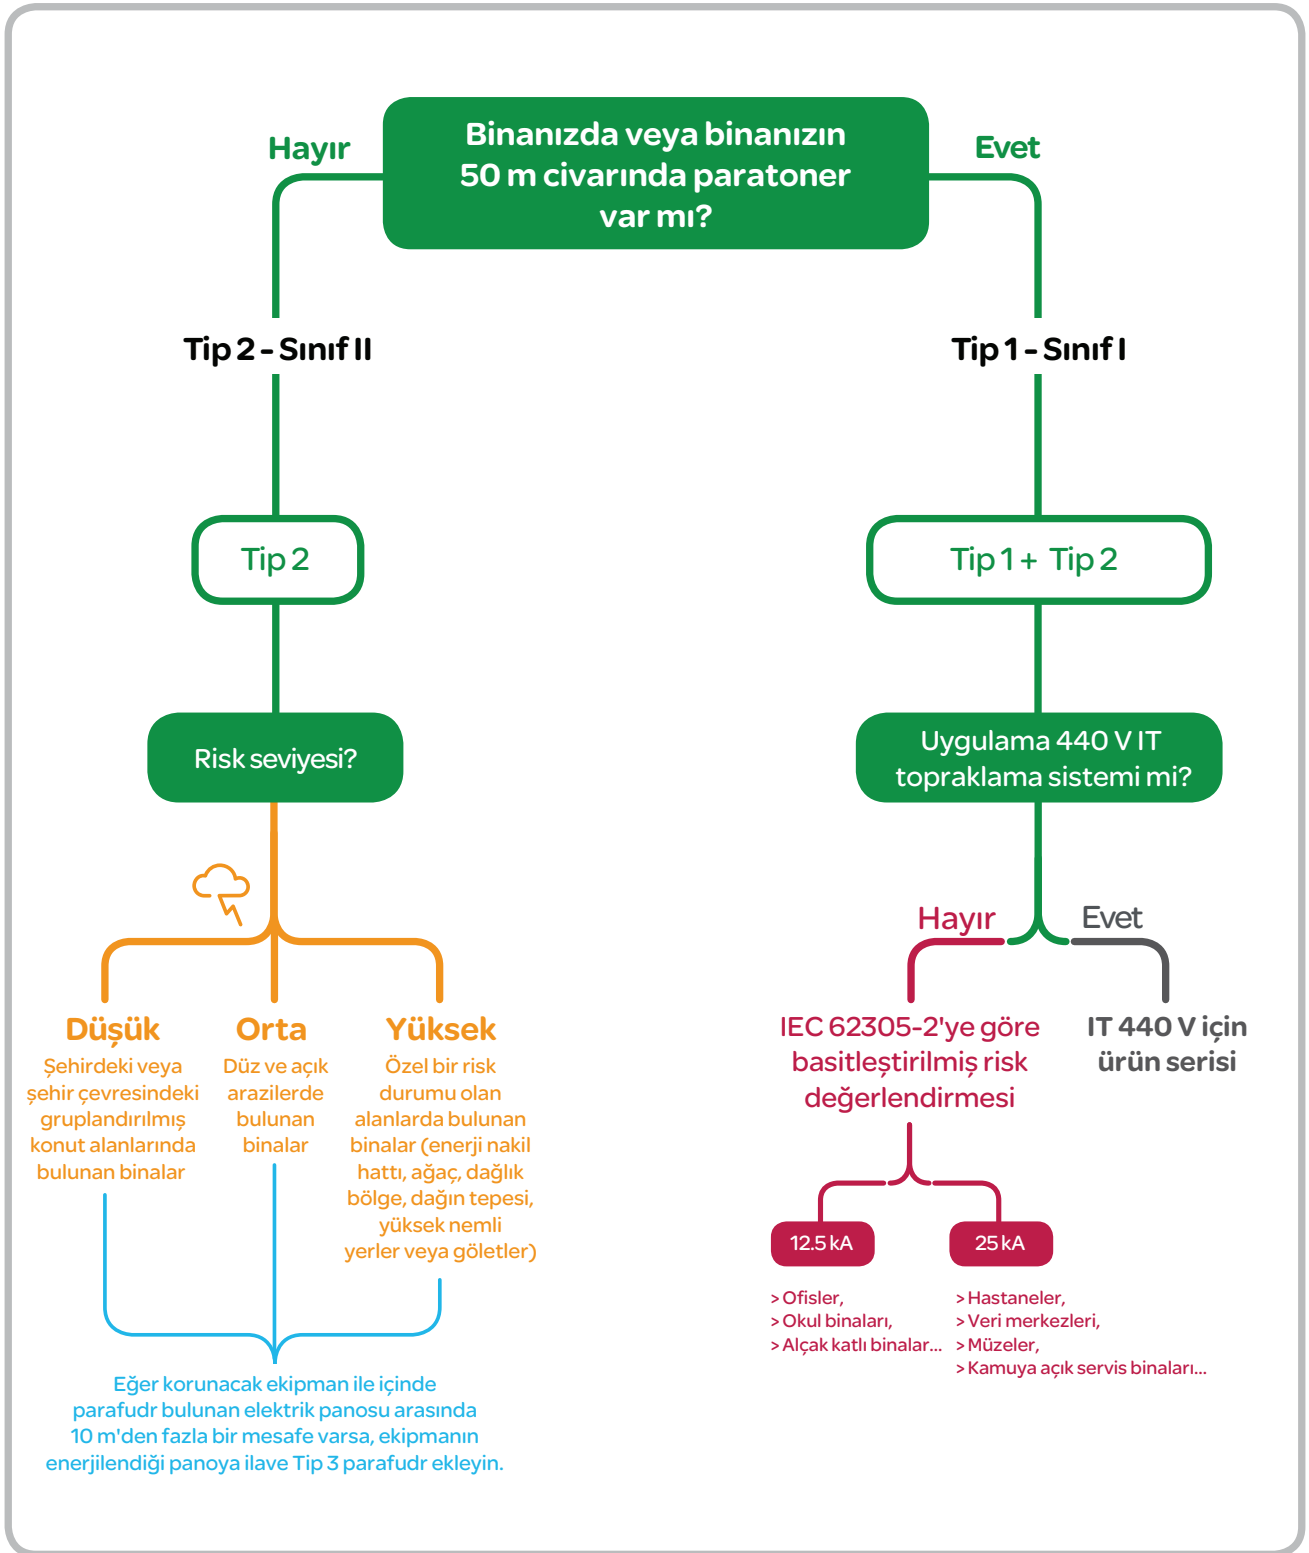 Hayır
Binanızda veya binanızın
50 m civarında paratoner
var mı?
Evet
Tip 2 - Sınıf II
Tip 1 - Sınıf I
Tip 2
Tip 1 + Tip 2
Risk seviyesi?
Uygulama 440 V IT
topraklama sistemi mi?
Hayır
Evet
Düşük
Şehirdeki veya
şehir çevresindeki
gruplandırılmış
konut alanlarında
bulunan binalar
Orta
Düz ve açık
arazilerde
bulunan
binalar
Yüksek
Özel bir risk
durumu olan
alanlarda bulunan
binalar (enerji nakil
hattı, ağaç, dağlık
bölge, dağın tepesi,
yüksek nemli
yerler veya göletler)
IEC 62305-2'ye göre
basitleştirilmiş risk
değerlendirmesi
IT 440 V için
ürün serisi
12.5 kA
25 kA
> Ofisler,
> Okul binaları,
> Alçak katlı binalar...
> Hastaneler,
> Veri merkezleri,
> Müzeler,
> Kamuya açık servis binaları...
Eğer korunacak ekipman ile içinde
parafudr bulunan elektrik panosu arasında
10 m'den fazla bir mesafe varsa, ekipmanın
enerjilendiği panoya ilave Tip 3 parafudr ekleyin.